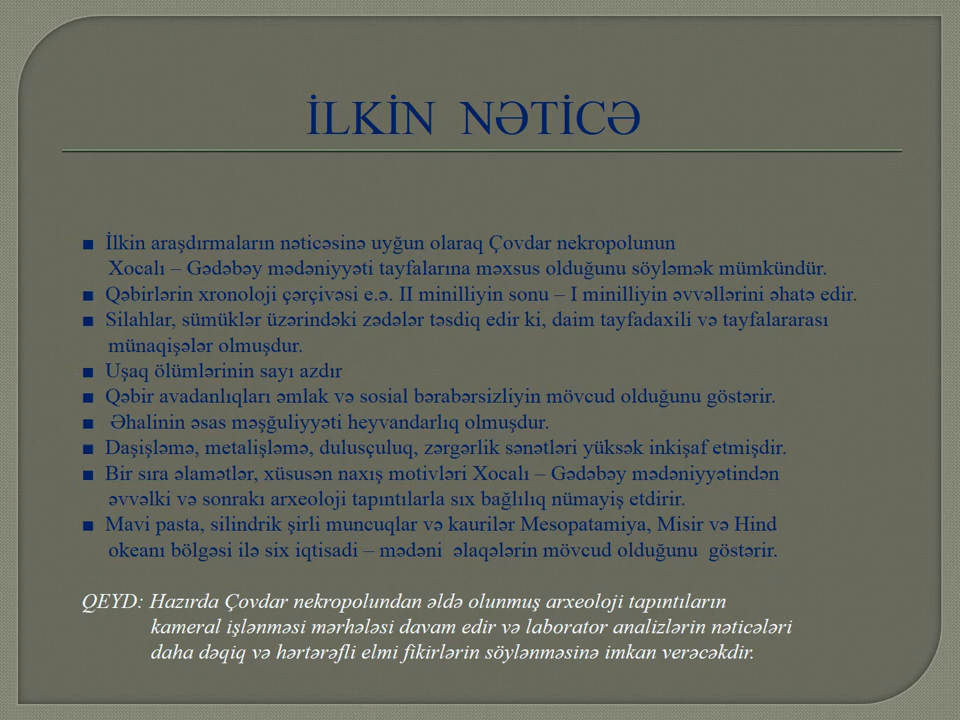 İLKİN NƏTİCƏ
■ İlkin araşdırmaların nəticəsinə uyğun olaraq Çovdar nekropolunun
Xocalı – Gədəbəy mədəniyyəti tayfalarına məxsus olduğunu söyləmək mümkündür.
■ Qəbirlərin xronoloji çərçivəsi e.ə. II minilliyin sonu – I minilliyin əvvəllərini əhatə edir.
■ Silahlar, sümüklər üzərindəki zədələr təsdiq edir ki, daim tayfadaxili və tayfalararası
münaqişələr olmuşdur.
■ Uşaq ölümlərinin sayı azdır
■ Qəbir avadanlıqları əmlak və sosial bərabərsizliyin mövcud olduğunu göstərir.
■ Əhalinin əsas məşğuliyyəti heyvandarlıq olmuşdur.
■ Daşişləmə, metalişləmə, dulusçuluq, zərgərlik sənətləri yüksək inkişaf etmişdir.
■ Bir sıra əlamətlər, xüsusən naxış motivləri Xocalı – Gədəbəy mədəniyyətindən
əvvəlki və sonrakı arxeoloji tapıntılarla sıx bağlılıq nümayiş etdirir.
■ Mavi pasta, silindrik şirli muncuqlar və kaurilər Mesopatamiya, Misir və Hind
okeanı bölgəsi ilə six iqtisadi – mədəni əlaqələrin mövcud olduğunu göstərir.
QEYD: Hazırda Çovdar nekropolundan əldə olunmuş arxeoloji tapıntıların
kameral işlənməsi mərhələsi davam edir və laborator analizlərin nəticələri
daha dəqiq və hərtərəfli elmi fikirlərin söylənməsinə imkan verəcəkdir.